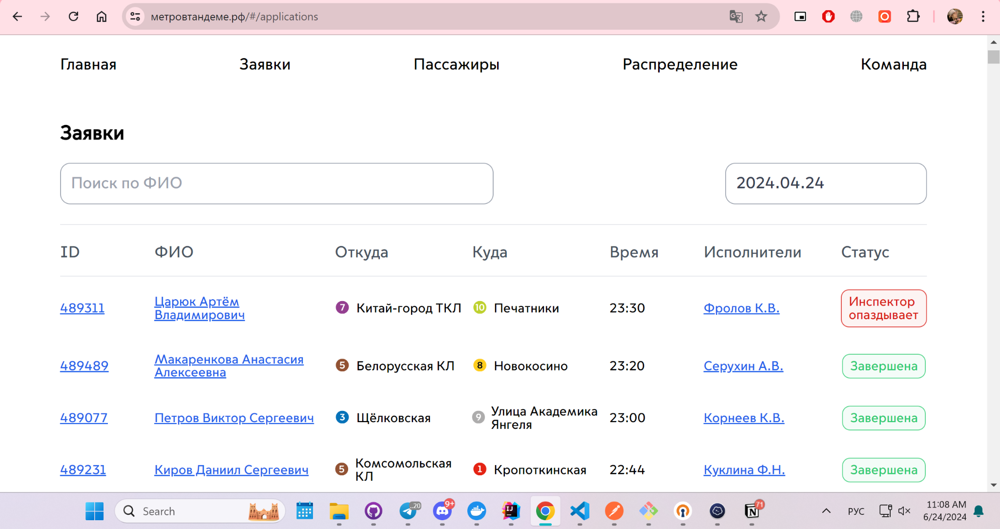 метровтандеме.рф/#/applications
Главная Заявки Пассажиры Распределение Команда
Заявки
Поиск по ФИО 2024.04.24
ID ФИО Откуда Куда Время Исполнители Статус
489311 Царюк Артём Владимирович 7 Китай-город ТКЛ 10 Печатники 23:30 Фролов К.В. Инспектор опаздывает
489489 Макаренкова Анастасия Алексеевна 5 Белорусская КЛ 8 Новокосино 23:20 Серухин А.В. Завершена
489077 Петров Виктор Сергеевич 3 Щёлковская 9 Улица Академика Янгеля 23:00 Корнеев К.В. Завершена
489231 Киров Даниил Сергеевич 5 Комсомольская КЛ 1 Кропоткинская 22:44 Куклина Ф.Н. Завершена
Search ..20 9+ IJ N 71 РУС 11:08 AM
6/24/2024